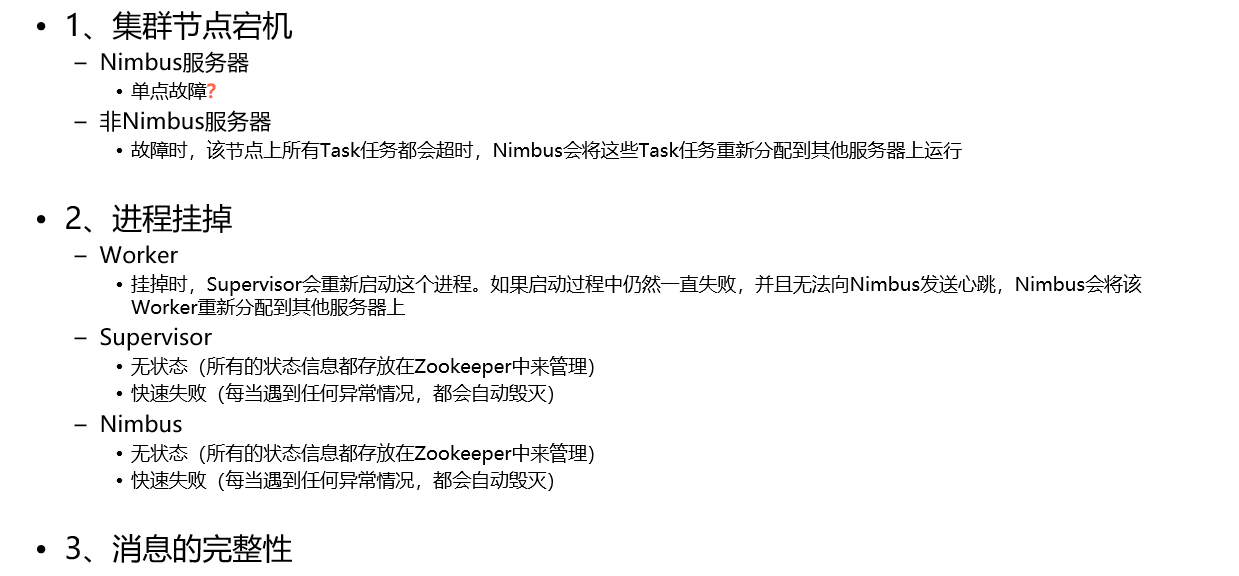 • 1、集群节点宕机
– Nimbus服务器
• 单点故障?
– 非Nimbus服务器
• 故障时，该节点上所有Task任务都会超时，Nimbus会将这些Task任务重新分配到其他服务器上运行
• 2、进程挂掉
– Worker
• 挂掉时，Supervisor会重新启动这个进程。如果启动过程中仍然一直失败，并且无法向Nimbus发送心跳，Nimbus会将该
Worker重新分配到其他服务器上
– Supervisor
• 无状态（所有的状态信息都存放在Zookeeper中来管理）
• 快速失败（每当遇到任何异常情况，都会自动毁灭）
– Nimbus
• 无状态（所有的状态信息都存放在Zookeeper中来管理）
• 快速失败（每当遇到任何异常情况，都会自动毁灭）
• 3、消息的完整性